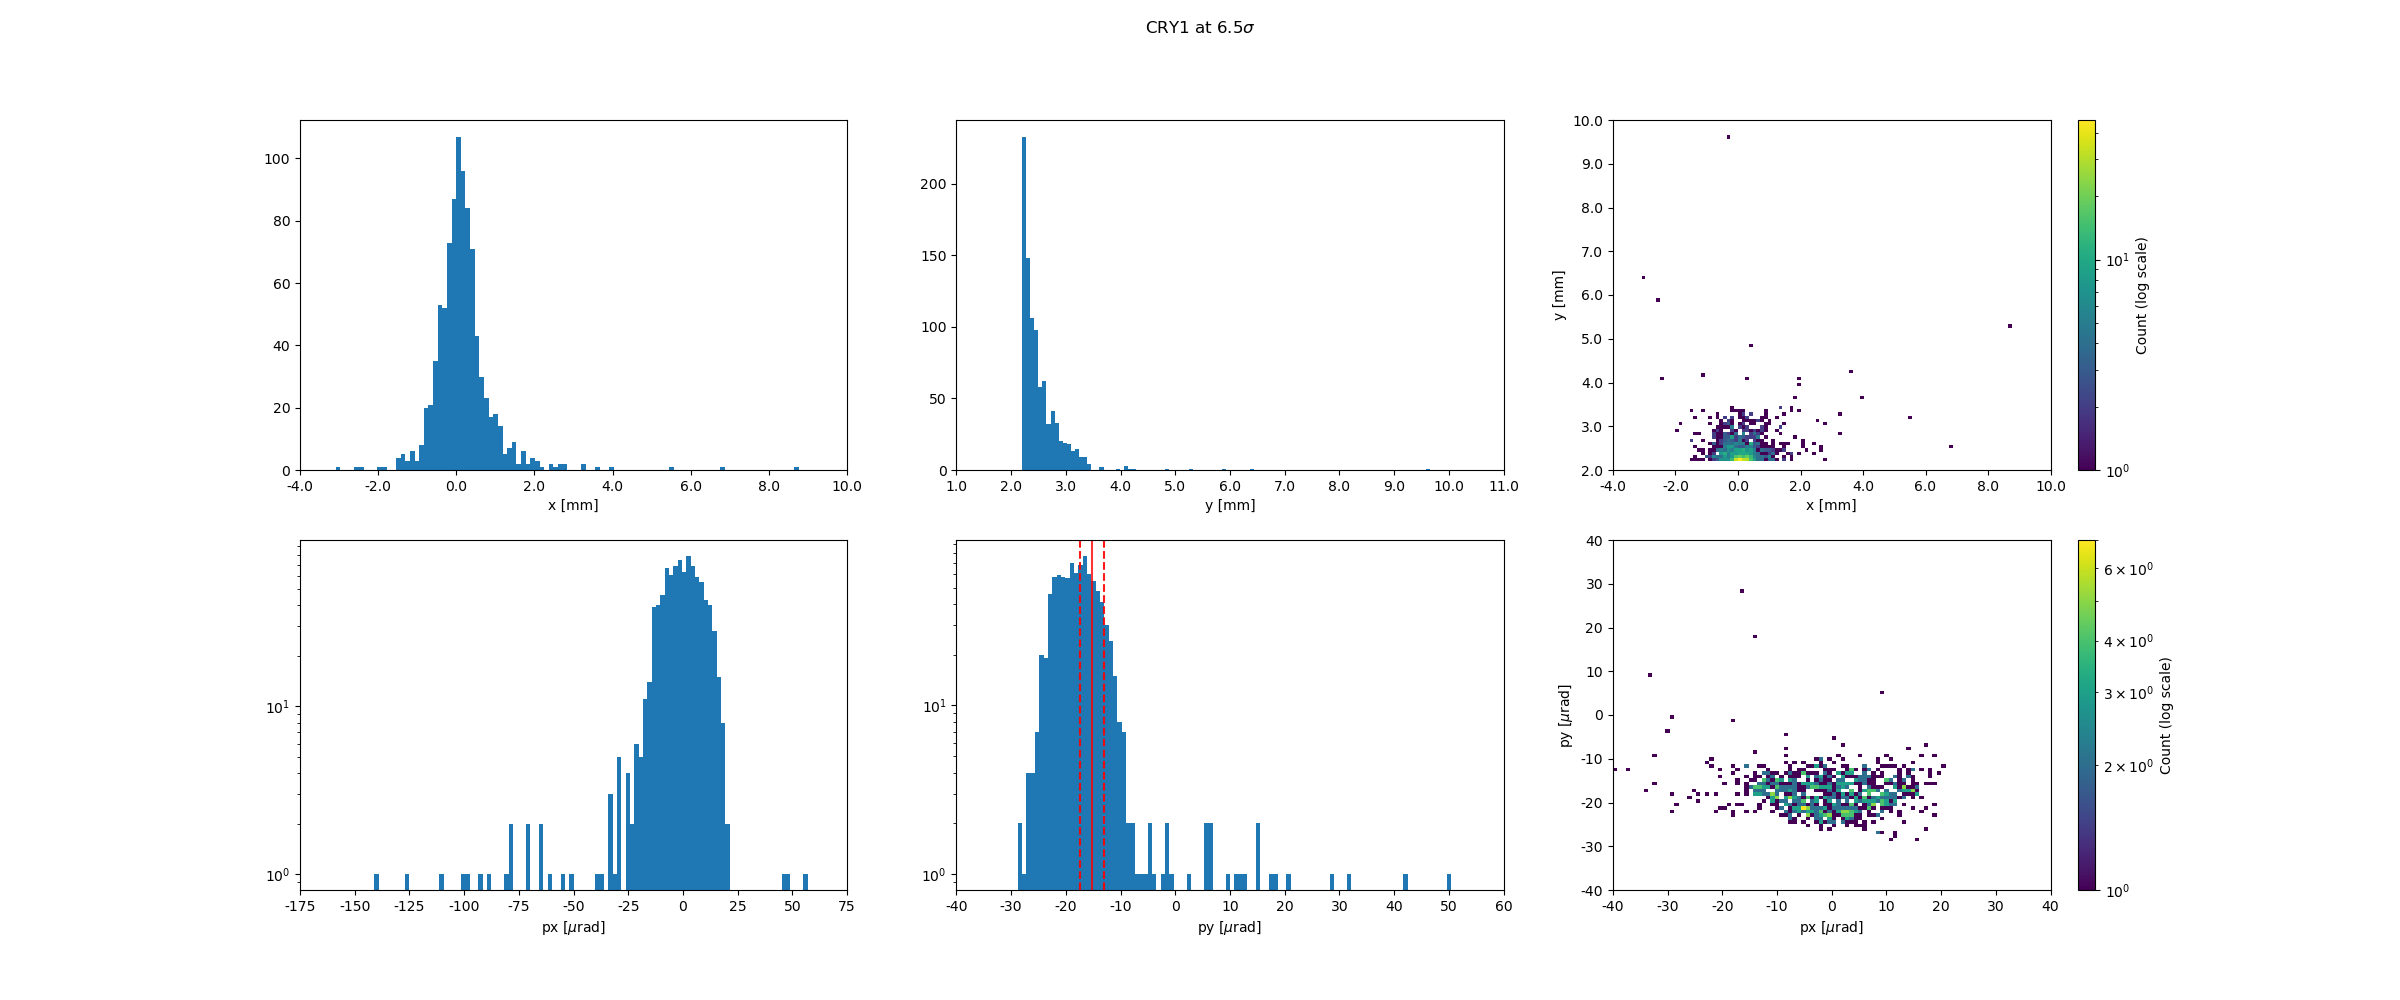 CRY1 at 6.5σ
100
80
60
40
20
0
-4.0 -2.0 0.0 2.0 4.0 6.0 8.0 10.0
x [mm]
200
150
100
50
0
1.0 2.0 3.0 4.0 5.0 6.0 7.0 8.0 9.0 10.0 11.0
y [mm]
10.0
9.0
8.0
7.0
6.0
5.0
4.0
3.0
2.0
y [mm]
-4.0 -2.0 0.0 2.0 4.0 6.0 8.0 10.0
x [mm]
10¹
10⁰
Count (log scale)
10¹
10⁰
-175 -150 -125 -100 -75 -50 -25 0 25 50 75
px [μrad]
10¹
10⁰
-40 -30 -20 -10 0 10 20 30 40 50 60
py [μrad]
40
30
20
10
0
-10
-20
-30
-40
py [μrad]
-40 -30 -20 -10 0 10 20 30 40
px [μrad]
6 × 10⁰
4 × 10⁰
3 × 10⁰
2 × 10⁰
10⁰
Count (log scale)